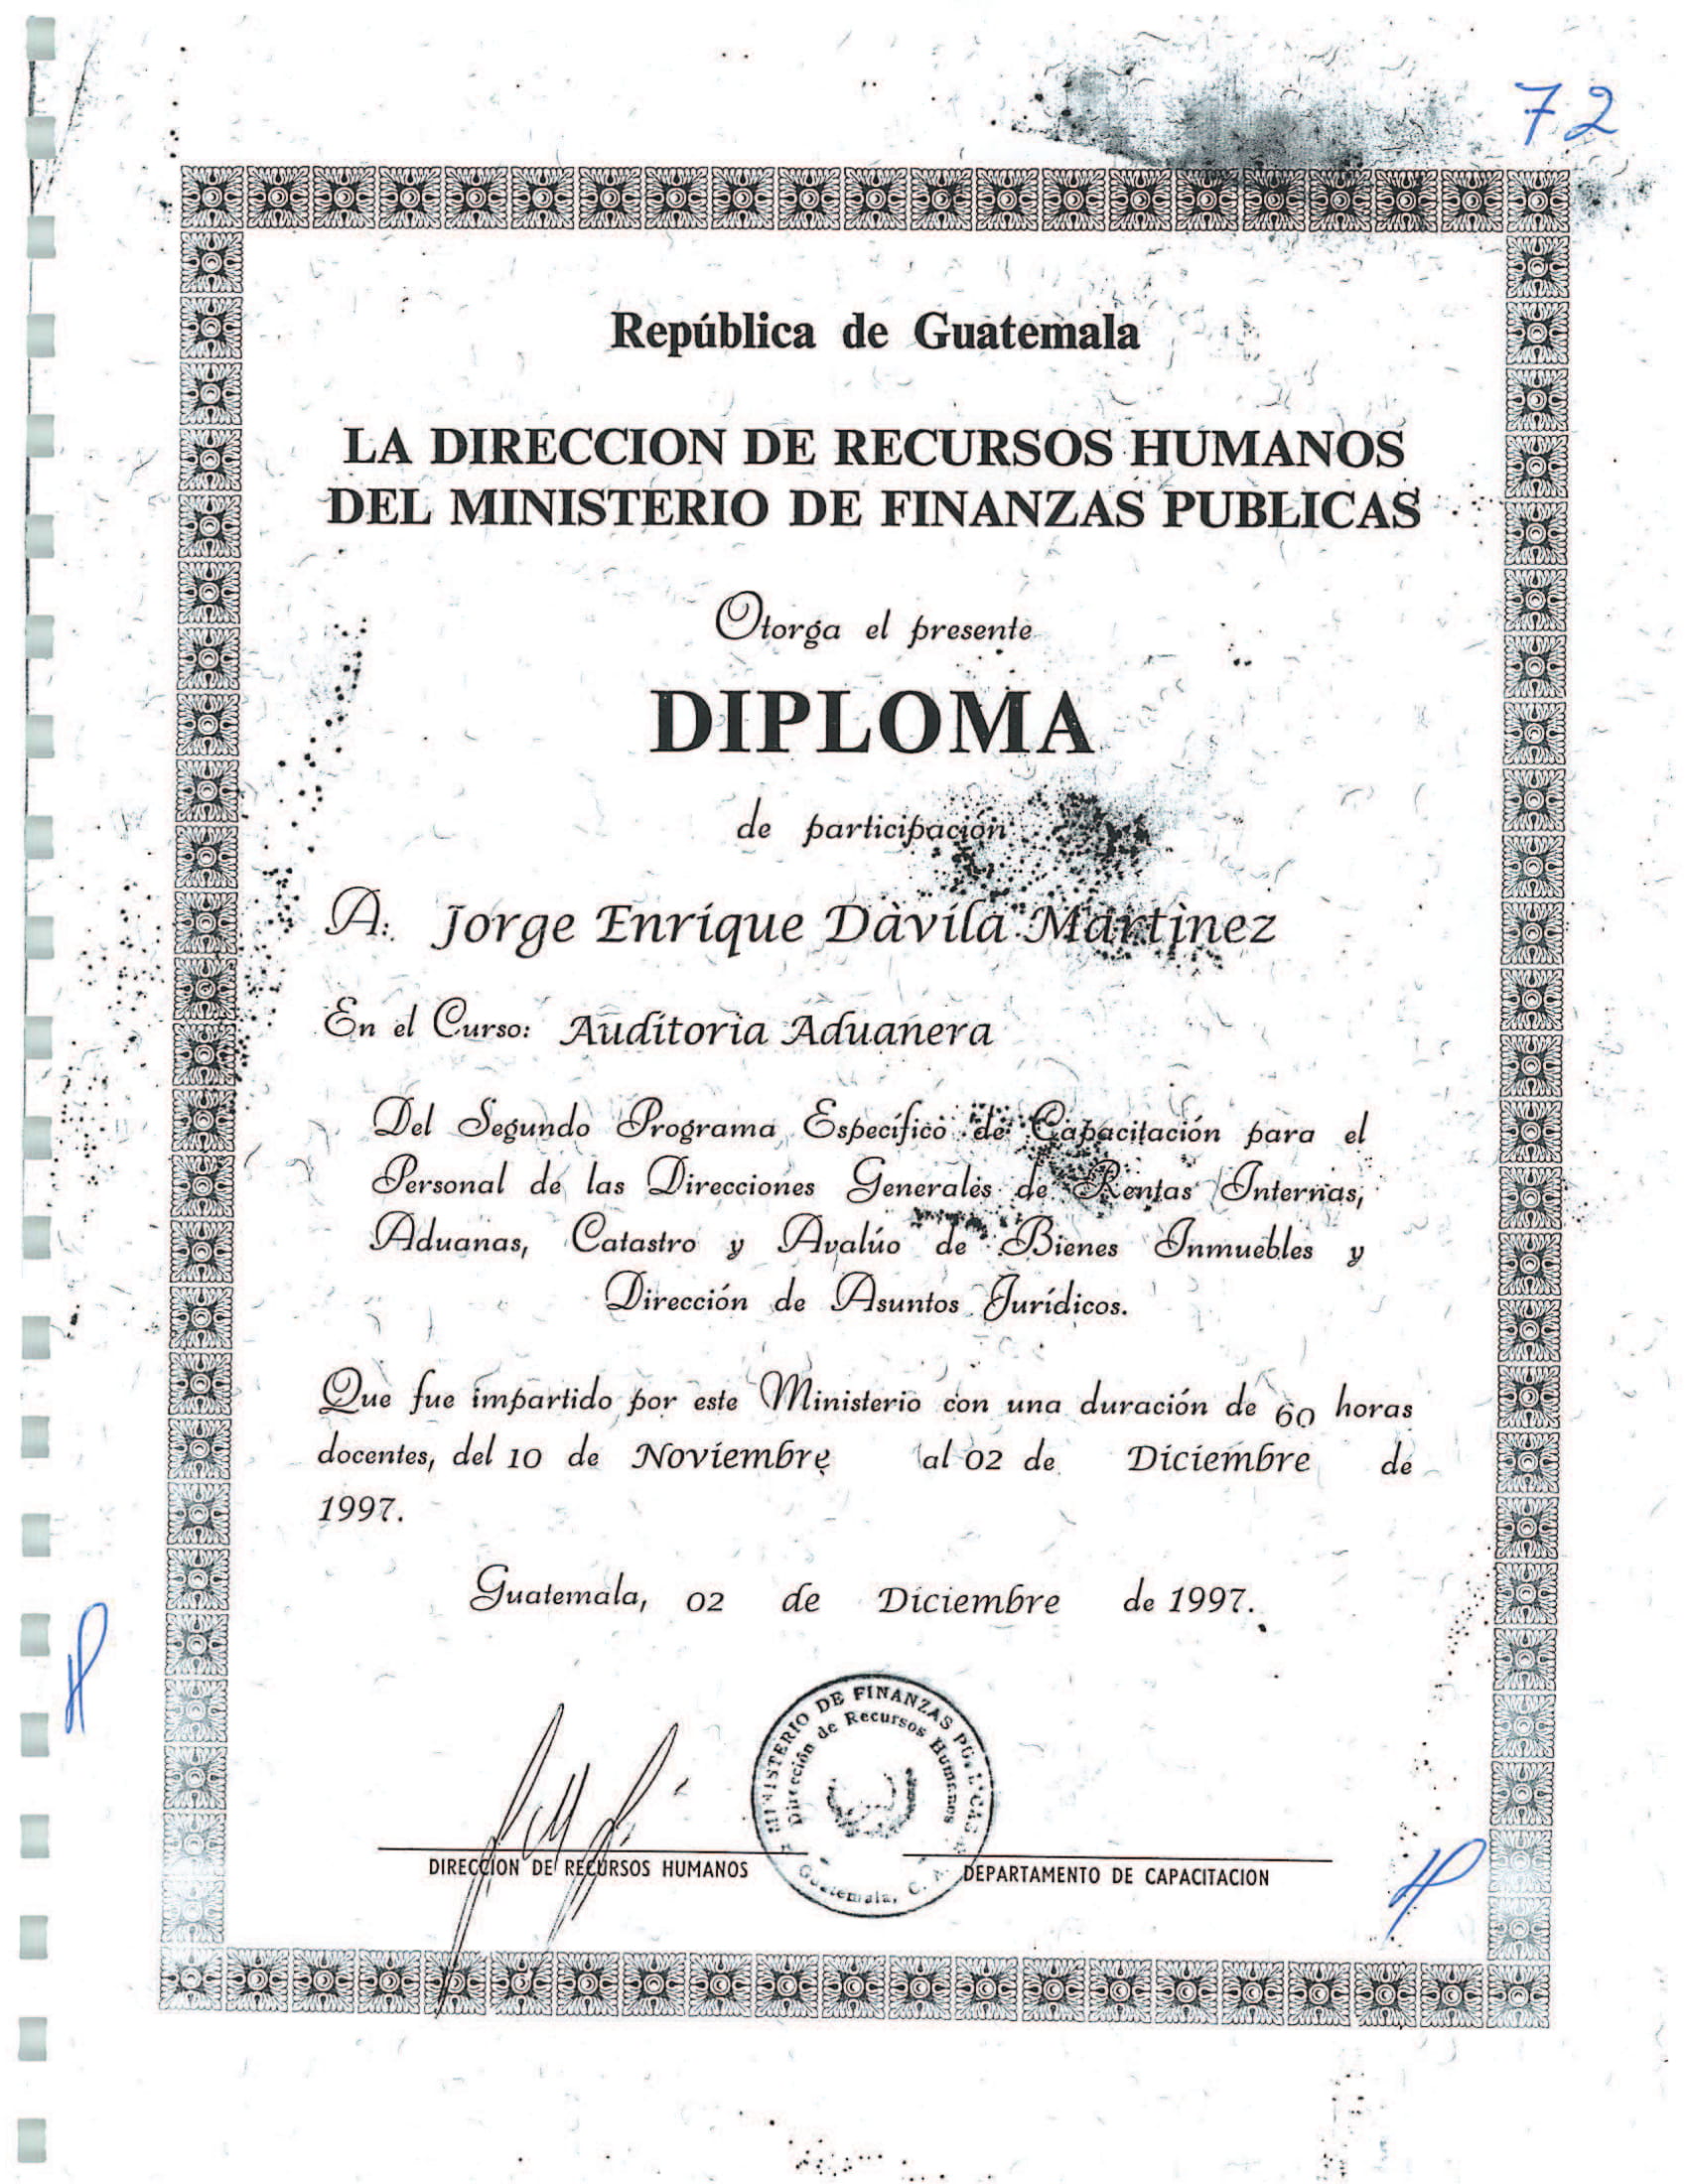 72
República de Guatemala
LA DIRECCION DE RECURSOS HUMANOS
DEL MINISTERIO DE FINANZAS PUBLICAS
Otorga el presente
DIPLOMA
de participación
A: Jorge Enrique Dàvila Martìnez
En el Curso: Auditoria Aduanera
Del Segundo Programa Específico de Capacitación para el
Personal de las Direcciones Generales de Rentas Internas,
Aduanas, Catastro y Avalúo de Bienes Inmuebles y
Dirección de Asuntos Jurídicos.
Que fue impartido por este Ministerio con una duración de 60 horas
docentes, del 10 de Noviembre al 02 de Diciembre de
1997.
Guatemala, 02 de Diciembre de 1997.
MINISTERIO DE FINANZAS PUBLICAS
Dirección de Recursos Humanos
Guatemala, C. A.
DIRECCION DE RECURSOS HUMANOS
DEPARTAMENTO DE CAPACITACION